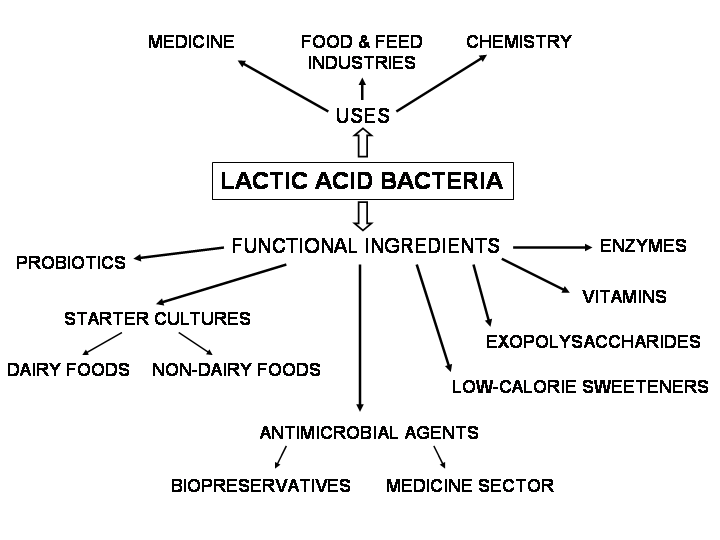 MEDICINE
FOOD & FEED
INDUSTRIES
CHEMISTRY
USES
LACTIC ACID BACTERIA
FUNCTIONAL INGREDIENTS
PROBIOTICS
ENZYMES
VITAMINS
STARTER CULTURES
EXOPOLYSACCHARIDES
DAIRY FOODS
NON-DAIRY FOODS
LOW-CALORIE SWEETENERS
ANTIMICROBIAL AGENTS
BIOPRESERVATIVES
MEDICINE SECTOR